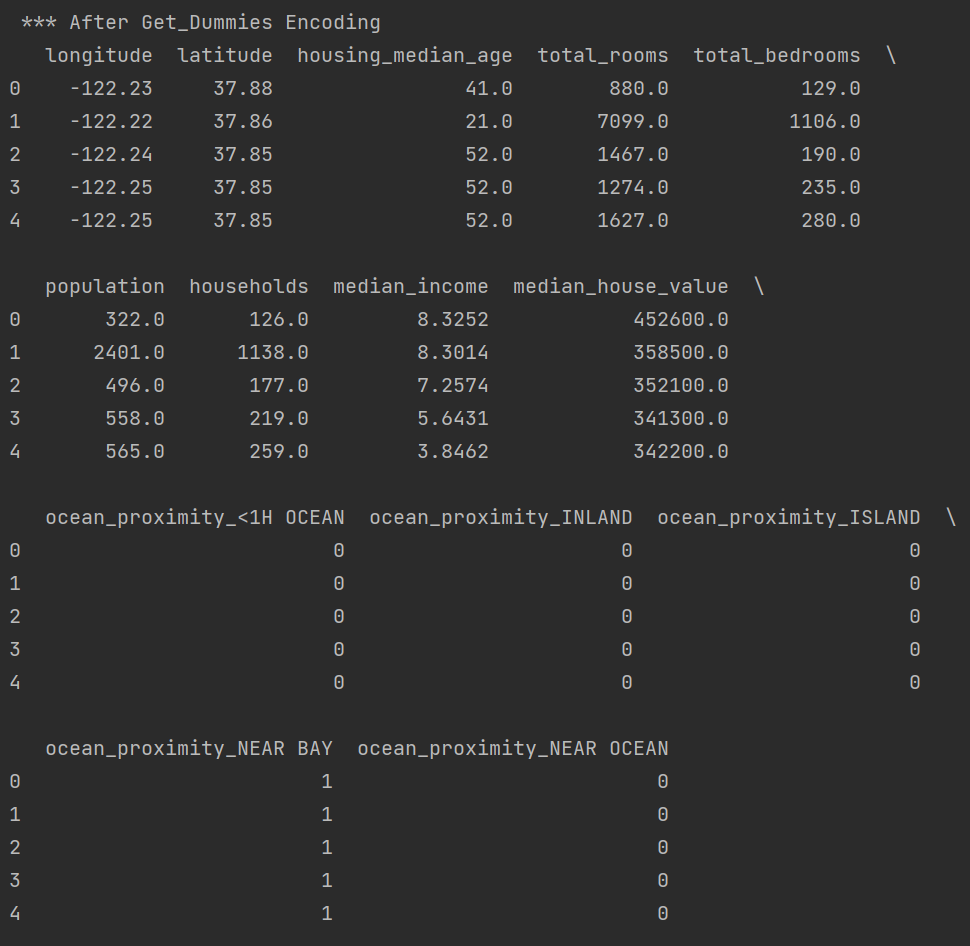 *** After Get_Dummies Encoding
   longitude  latitude  housing_median_age  total_rooms  total_bedrooms  \
0    -122.23     37.88                41.0        880.0           129.0
1    -122.22     37.86                21.0       7099.0          1106.0
2    -122.24     37.85                52.0       1467.0           190.0
3    -122.25     37.85                52.0       1274.0           235.0
4    -122.25     37.85                52.0       1627.0           280.0

   population  households  median_income  median_house_value  \
0       322.0       126.0         8.3252            452600.0
1      2401.0      1138.0         8.3014            358500.0
2       496.0       177.0         7.2574            352100.0
3       558.0       219.0         5.6431            341300.0
4       565.0       259.0         3.8462            342200.0

   ocean_proximity_<1H OCEAN  ocean_proximity_INLAND  ocean_proximity_ISLAND  \
0                          0                       0                       0
1                          0                       0                       0
2                          0                       0                       0
3                          0                       0                       0
4                          0                       0                       0

   ocean_proximity_NEAR BAY  ocean_proximity_NEAR OCEAN
0                         1                           0
1                         1                           0
2                         1                           0
3                         1                           0
4                         1                           0